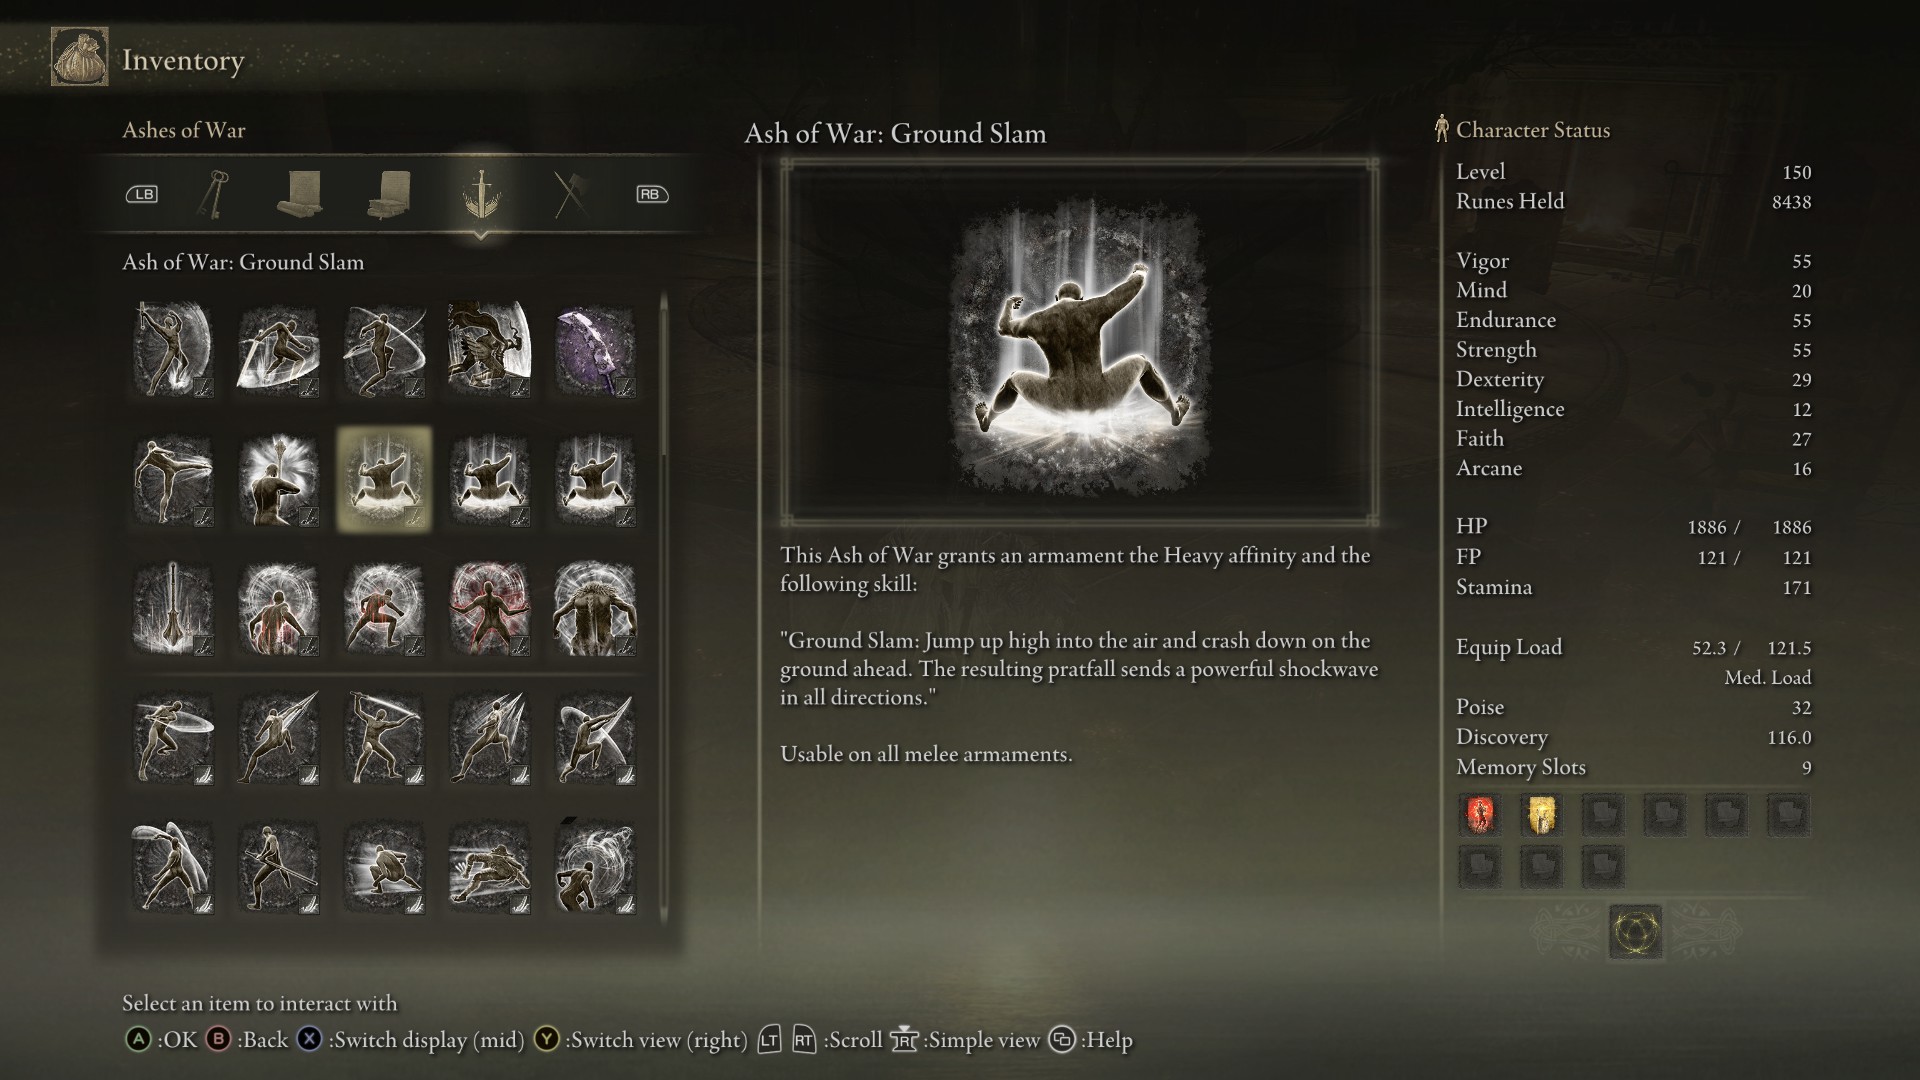 Inventory
Ashes of War
LB
RB
Ash of War: Ground Slam
Ash of War: Ground Slam
This Ash of War grants an armament the Heavy affinity and the
following skill:
"Ground Slam: Jump up high into the air and crash down on the
ground ahead. The resulting pratfall sends a powerful shockwave
in all directions."
Usable on all melee armaments.
Character Status
Level 150
Runes Held 8438
Vigor 55
Mind 20
Endurance 55
Strength 55
Dexterity 29
Intelligence 12
Faith 27
Arcane 16
HP 1886 / 1886
FP 121 / 121
Stamina 171
Equip Load 52.3 / 121.5
Med. Load
Poise 32
Discovery 116.0
Memory Slots 9
Select an item to interact with
A :OK B :Back X :Switch display (mid) Y :Switch view (right) LT RT :Scroll R :Simple view :Help